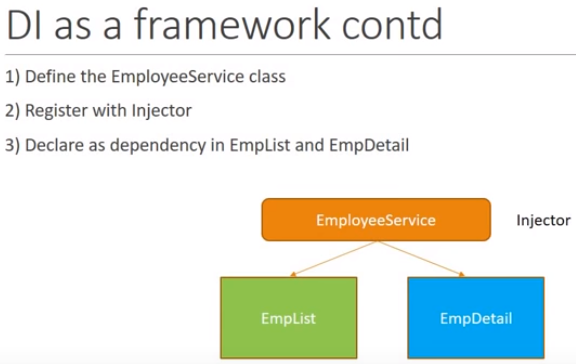 DI as a framework contd
1) Define the EmployeeService class
2) Register with Injector
3) Declare as dependency in EmpList and EmpDetail
EmployeeService
Injector
EmpList
EmpDetail